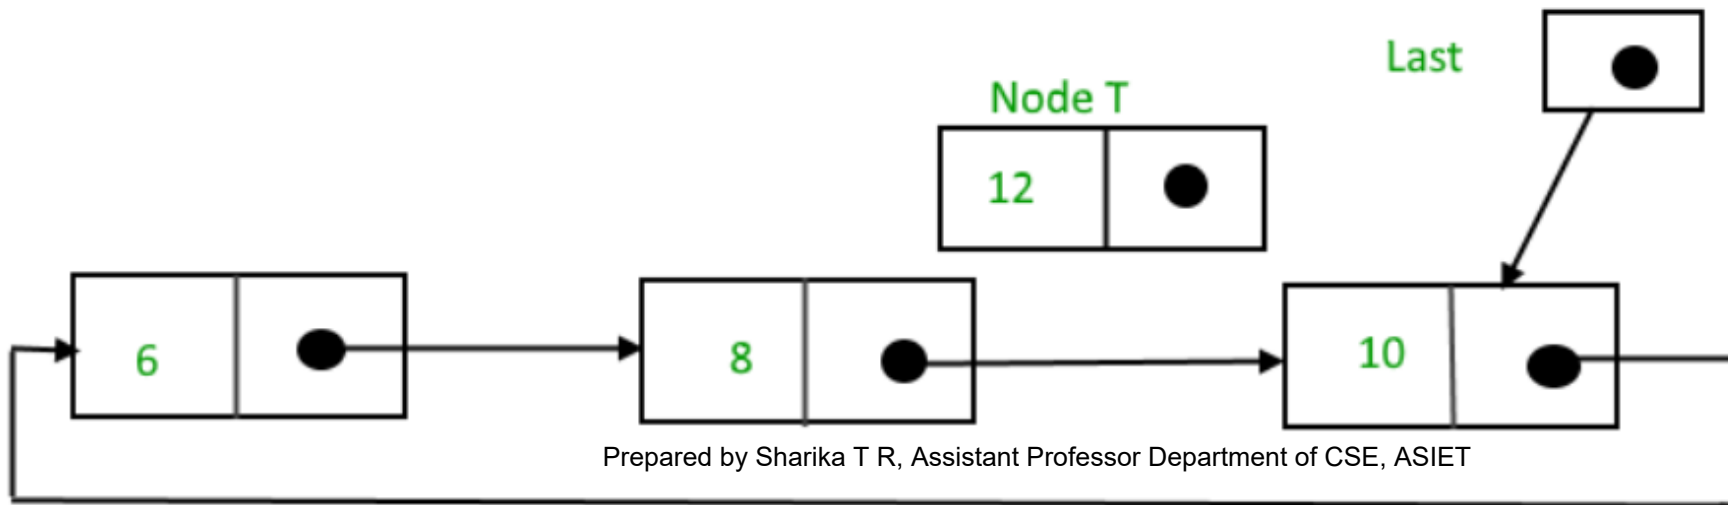 Last
Node T
12
6
8
10
Prepared by Sharika T R, Assistant Professor Department of CSE, ASIET